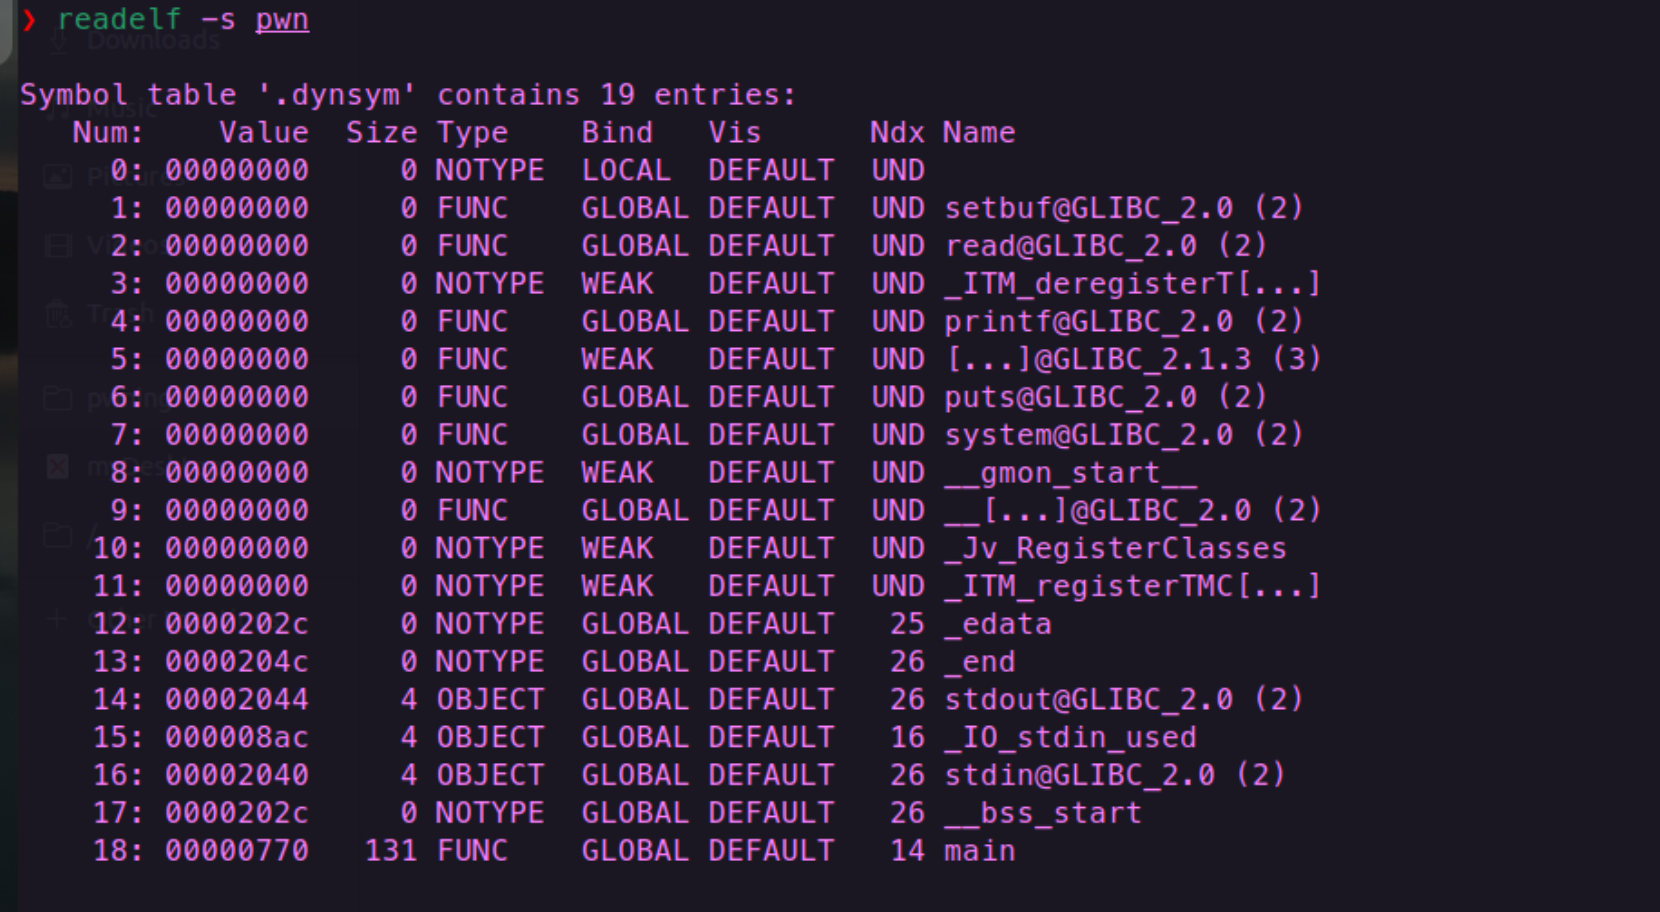 ❯ readelf -s pwn
Symbol table '.dynsym' contains 19 entries:
Num: Value Size Type Bind Vis Ndx Name
0: 00000000 0 NOTYPE LOCAL DEFAULT UND
1: 00000000 0 FUNC GLOBAL DEFAULT UND setbuf@GLIBC_2.0 (2)
2: 00000000 0 FUNC GLOBAL DEFAULT UND read@GLIBC_2.0 (2)
3: 00000000 0 NOTYPE WEAK DEFAULT UND _ITM_deregisterT[...]
4: 00000000 0 FUNC GLOBAL DEFAULT UND printf@GLIBC_2.0 (2)
5: 00000000 0 FUNC WEAK DEFAULT UND [...]@GLIBC_2.1.3 (3)
6: 00000000 0 FUNC GLOBAL DEFAULT UND puts@GLIBC_2.0 (2)
7: 00000000 0 FUNC GLOBAL DEFAULT UND system@GLIBC_2.0 (2)
8: 00000000 0 NOTYPE WEAK DEFAULT UND __gmon_start__
9: 00000000 0 FUNC GLOBAL DEFAULT UND __[...]@GLIBC_2.0 (2)
10: 00000000 0 NOTYPE WEAK DEFAULT UND _Jv_RegisterClasses
11: 00000000 0 NOTYPE WEAK DEFAULT UND _ITM_registerTMC[...]
12: 0000202c 0 NOTYPE GLOBAL DEFAULT 25 _edata
13: 0000204c 0 NOTYPE GLOBAL DEFAULT 26 _end
14: 00002044 4 OBJECT GLOBAL DEFAULT 26 stdout@GLIBC_2.0 (2)
15: 000008ac 4 OBJECT GLOBAL DEFAULT 16 _IO_stdin_used
16: 00002040 4 OBJECT GLOBAL DEFAULT 26 stdin@GLIBC_2.0 (2)
17: 0000202c 0 NOTYPE GLOBAL DEFAULT 26 __bss_start
18: 00000770 131 FUNC GLOBAL DEFAULT 14 main
Downloads
Music
Pictures
Videos
Trash